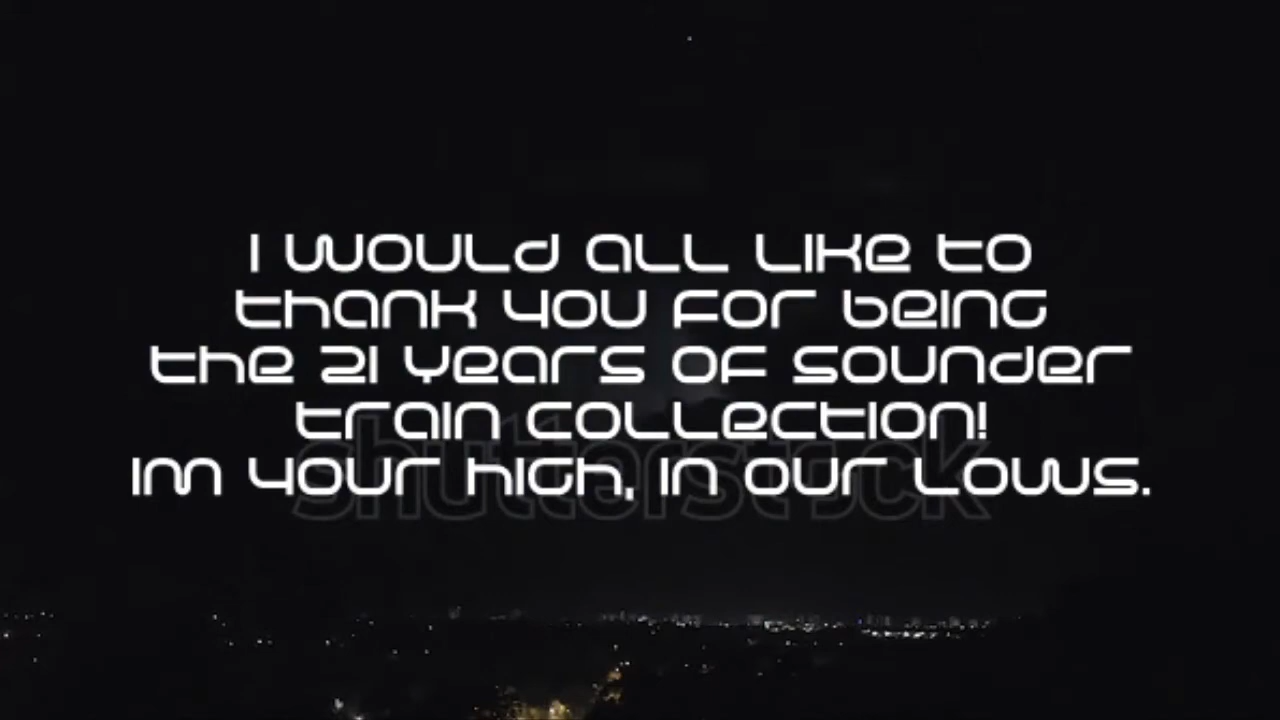 I would all like to
thank you for being
the 21 years of sounder
train collection!
Im your high, in our lows.
shutterstock